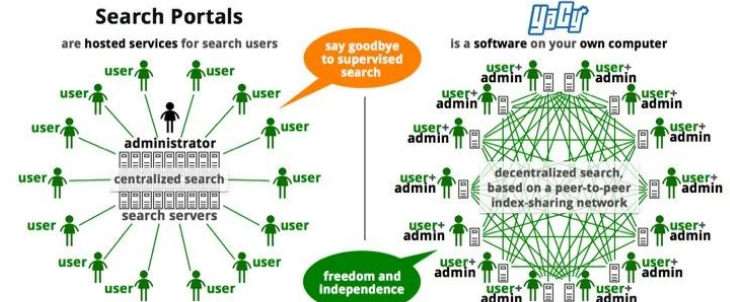 Search Portals
are hosted services for search users
user
user
user
user
user
user
administrator
centralized search
user
user
search servers
user
user
user
user
user
user
say goodbye
to supervised
search
freedom and
independence
YaCy
is a software on your own computer
user+
admin
user+
admin
user+
admin
user+
admin
user+
admin
user+
admin
decentralized search,
based on a peer-to-peer
index-sharing network
user+
admin
user+
admin
user+
admin
user+
admin
user+
admin
user+
admin
user+
admin
user+
admin